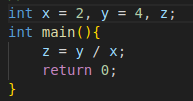 int x = 2, y = 4, z;
int main(){
    z = y / x;
    return 0;
}